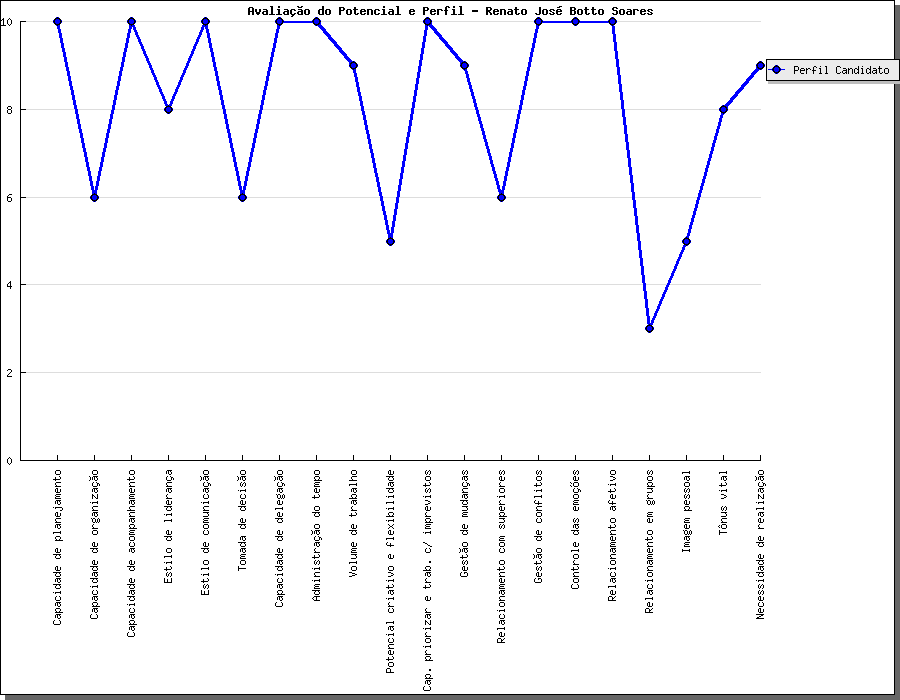 Avaliação do Potencial e Perfil - Renato José Botto Soares
10
8
6
4
2
0
Perfil Candidato
Capacidade de planejamento
Capacidade de organização
Capacidade de acompanhamento
Estilo de liderança
Estilo de comunicação
Tomada de decisão
Capacidade de delegação
Administração do tempo
Volume de trabalho
Potencial criativo e flexibilidade
Cap. priorizar e trab. c/ imprevistos
Gestão de mudanças
Relacionamento com superiores
Gestão de conflitos
Controle das emoções
Relacionamento afetivo
Relacionamento em grupos
Imagem pessoal
Tônus vital
Necessidade de realização